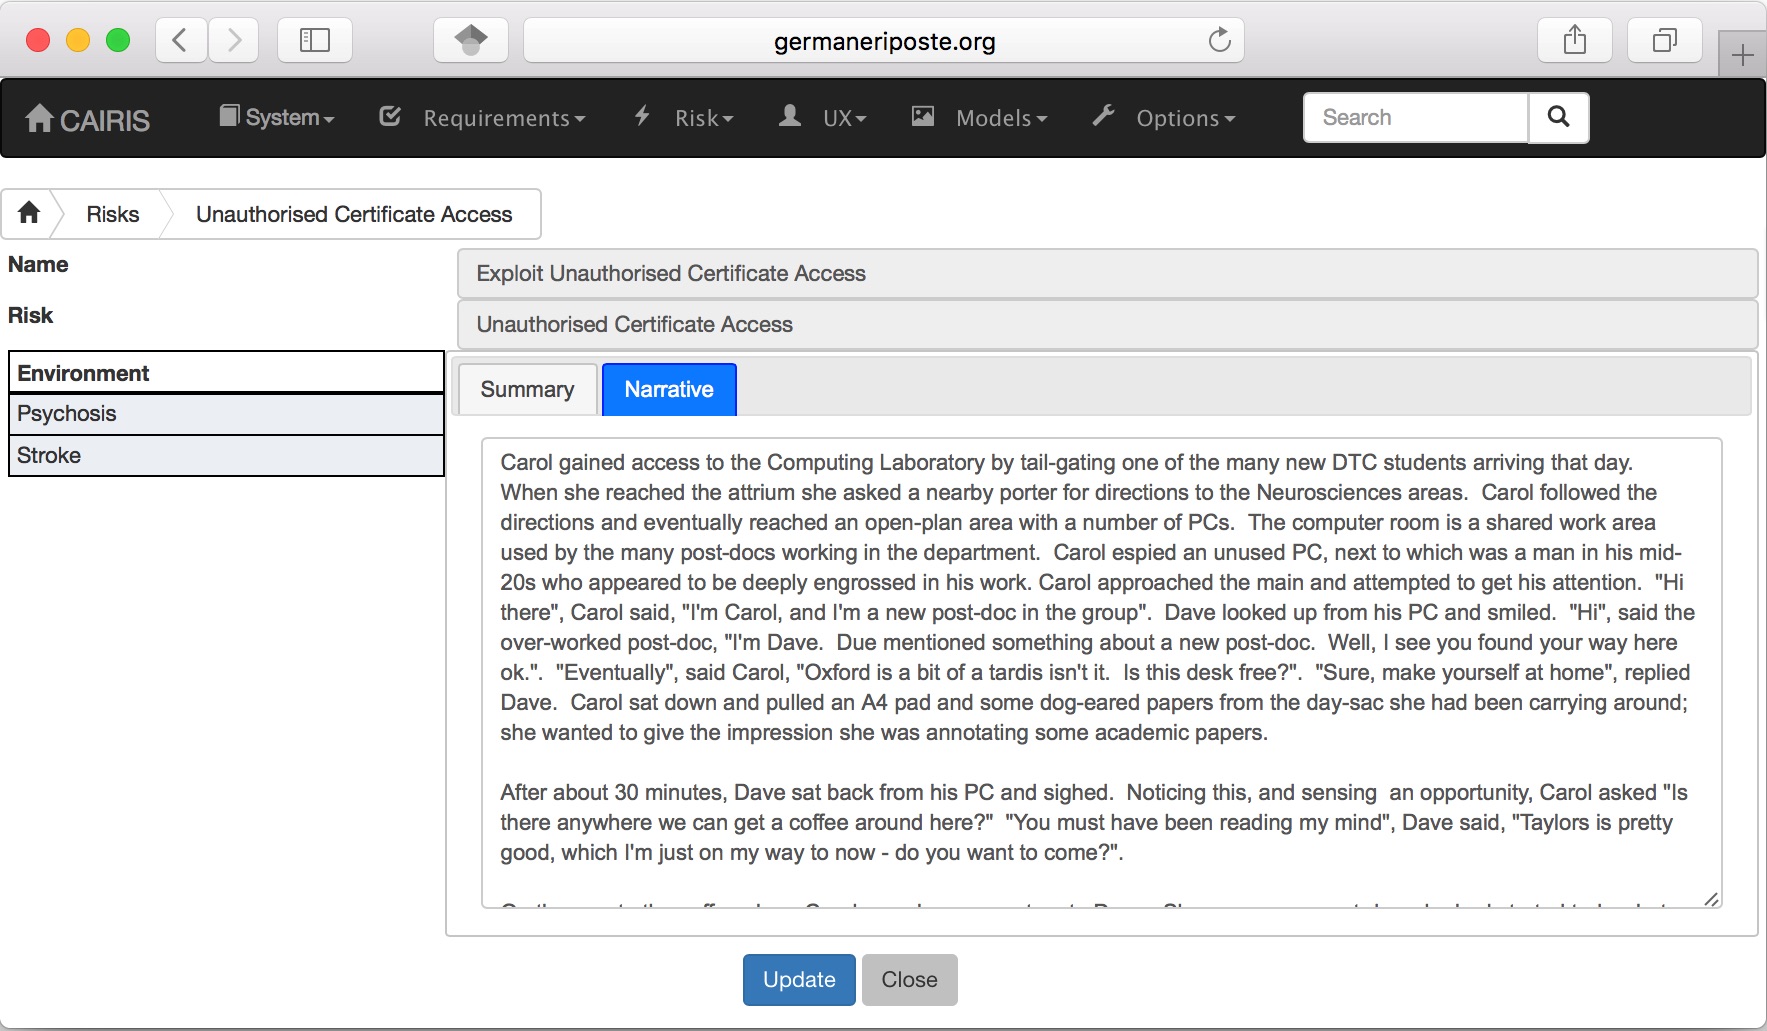 germaneriposte.org
CAIRIS System Requirements Risk UX Models Options Search
Risks Unauthorised Certificate Access
Name
Exploit Unauthorised Certificate Access
Risk
Unauthorised Certificate Access
Environment
Psychosis
Stroke
Summary Narrative
Carol gained access to the Computing Laboratory by tail-gating one of the many new DTC students arriving that day.
When she reached the attrium she asked a nearby porter for directions to the Neurosciences areas.  Carol followed the
directions and eventually reached an open-plan area with a number of PCs.  The computer room is a shared work area
used by the many post-docs working in the department.  Carol espied an unused PC, next to which was a man in his mid-
20s who appeared to be deeply engrossed in his work. Carol approached the main and attempted to get his attention.  "Hi
there", Carol said, "I'm Carol, and I'm a new post-doc in the group".  Dave looked up from his PC and smiled.  "Hi", said the
over-worked post-doc, "I'm Dave.  Due mentioned something about a new post-doc.  Well, I see you found your way here
ok.".  "Eventually", said Carol, "Oxford is a bit of a tardis isn't it.  Is this desk free?".  "Sure, make yourself at home", replied
Dave.  Carol sat down and pulled an A4 pad and some dog-eared papers from the day-sac she had been carrying around;
she wanted to give the impression she was annotating some academic papers.
After about 30 minutes, Dave sat back from his PC and sighed.  Noticing this, and sensing  an opportunity, Carol asked "Is
there anywhere we can get a coffee around here?"  "You must have been reading my mind", Dave said, "Taylors is pretty
good, which I'm just on my way to now - do you want to come?".
Update Close